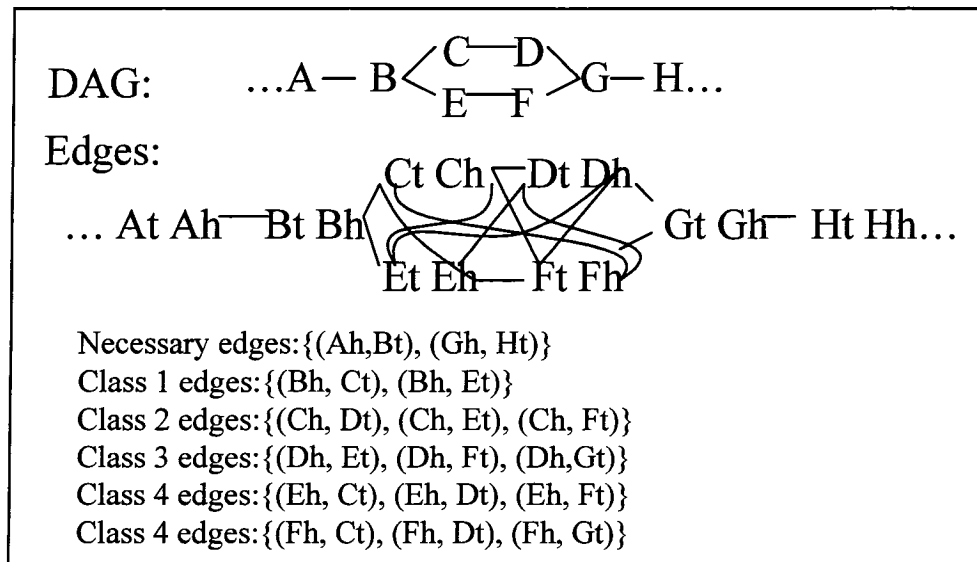 C D
DAG: ...A B G H...
E F
Edges:
Ct Ch Dt Dh
... At Ah Bt Bh Gt Gh Ht Hh...
Et Eh Ft Fh
Necessary edges:{(Ah,Bt), (Gh, Ht)}
Class 1 edges:{(Bh, Ct), (Bh, Et)}
Class 2 edges:{(Ch, Dt), (Ch, Et), (Ch, Ft)}
Class 3 edges:{(Dh, Et), (Dh, Ft), (Dh,Gt)}
Class 4 edges:{(Eh, Ct), (Eh, Dt), (Eh, Ft)}
Class 4 edges:{(Fh, Ct), (Fh, Dt), (Fh, Gt)}